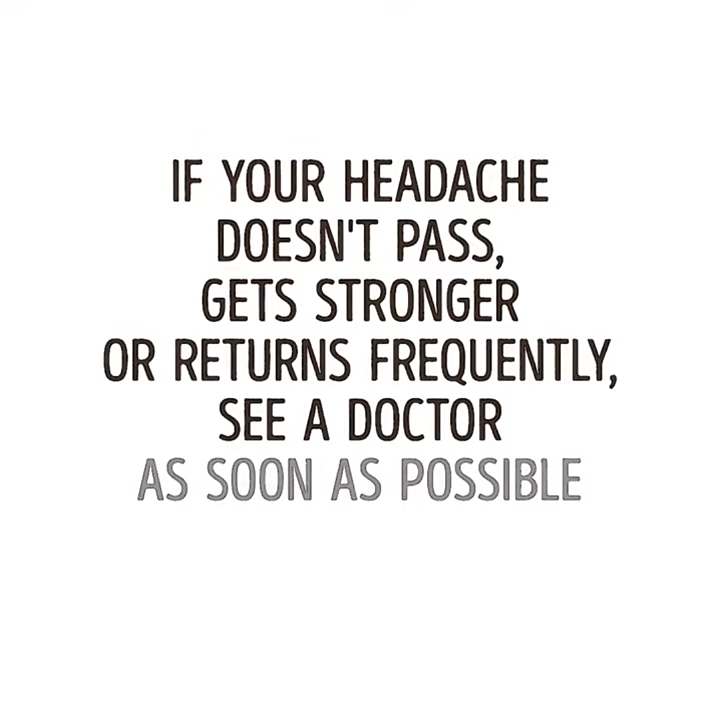 IF YOUR HEADACHE
DOESN'T PASS,
GETS STRONGER
OR RETURNS FREQUENTLY,
SEE A DOCTOR
AS SOON AS POSSIBLE